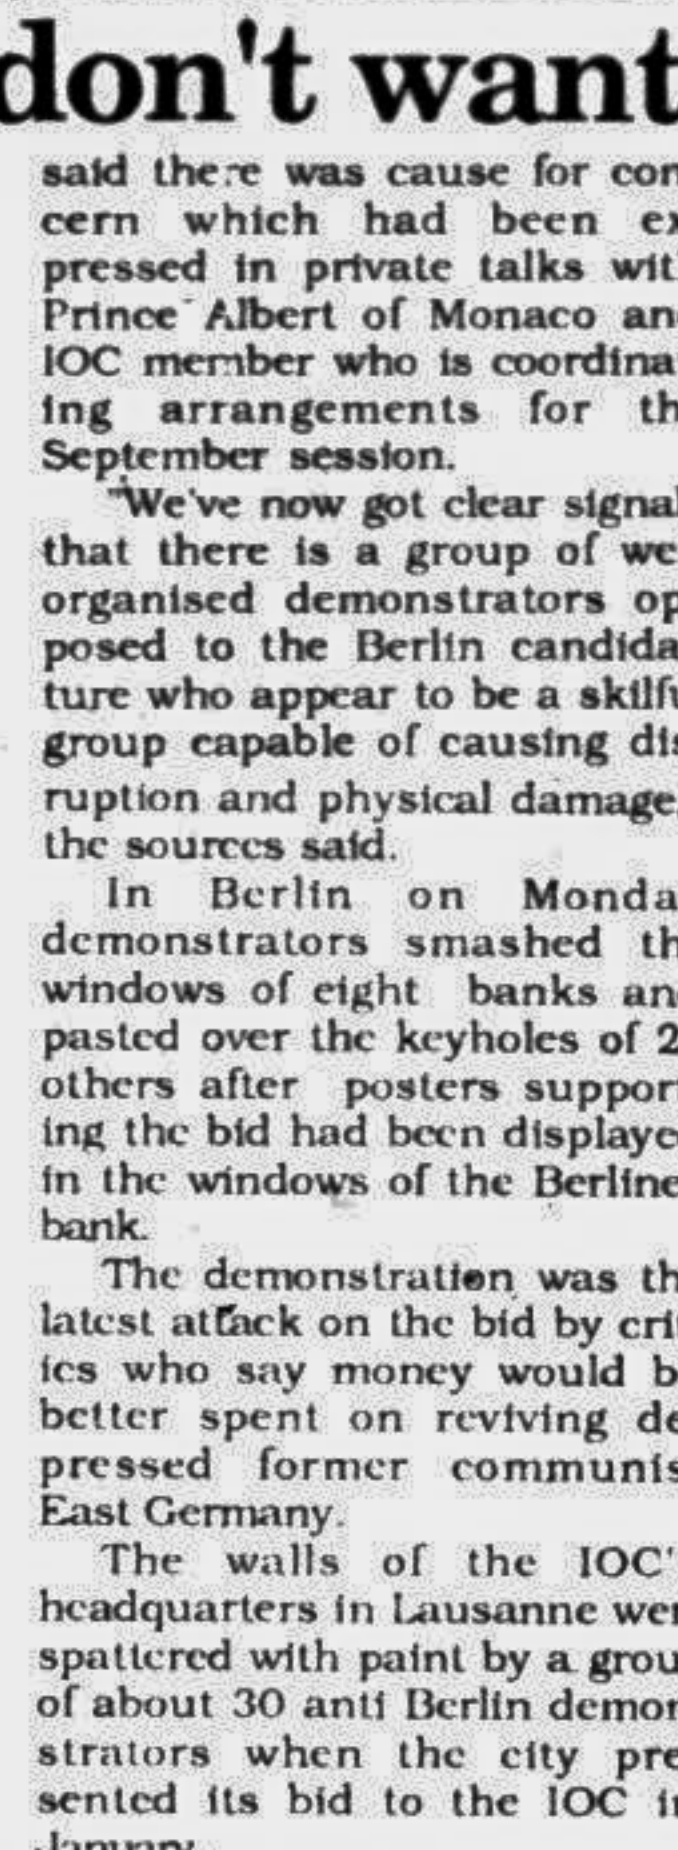 don't want
said there was cause for con
cern which had been ex
pressed in private talks wit
Prince Albert of Monaco an
IOC member who is coordinat
ing arrangements for th
September session.
"We've now got clear signal
that there is a group of we
organised demonstrators op
posed to the Berlin candida
ture who appear to be a skilfu
group capable of causing dis
ruption and physical damage,
the sources said.
In Berlin on Monda
demonstrators smashed th
windows of eight banks an
pasted over the keyholes of 2
others after posters support
ing the bid had been displaye
in the windows of the Berline
bank.
The demonstration was th
latest attack on the bid by crit
ics who say money would b
better spent on reviving de
pressed former communis
East Germany.
The walls of the IOC'
headquarters in Lausanne wer
spattered with paint by a grou
of about 30 anti Berlin demon
strators when the city pre
sented its bid to the IOC in
January